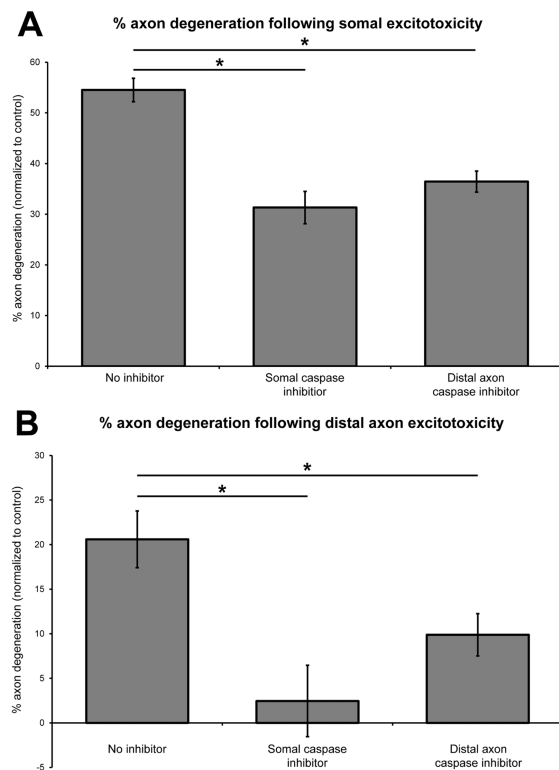 A
% axon degeneration following somal excitotoxicity
*
*
% axon degeneration (normalized to control)
60
50
40
30
20
10
0
No inhibitor
Somal caspase
inhibitior
Distal axon
caspase inhibitor
B
% axon degeneration following distal axon excitotoxicity
*
*
% axon degeneration (normalized to control)
30
25
20
15
10
5
0
-5
No inhibitor
Somal caspase
inhibitor
Distal axon
caspase inhibitor